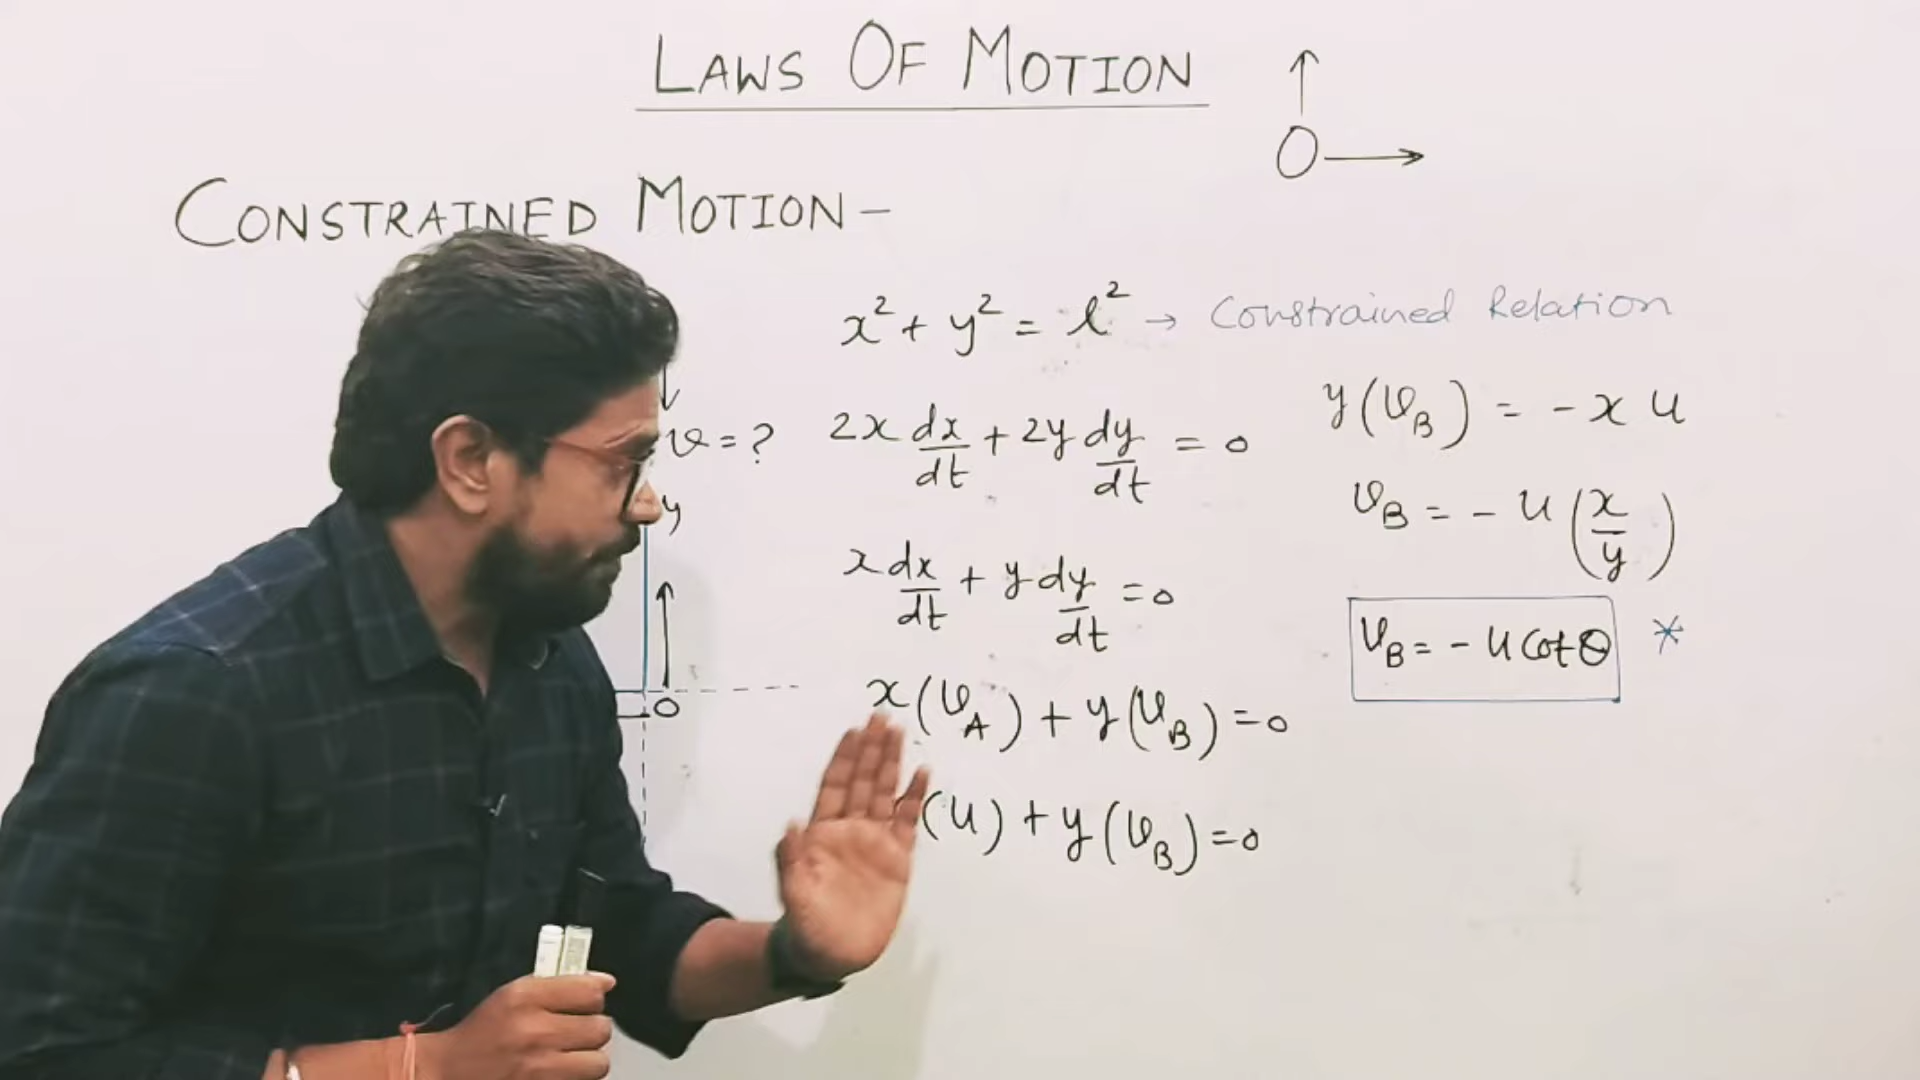 LAWS OF MOTION
O
CONSTRAINED MOTION -
x² + y² = l² → Constrained Relation
v = ?
y
O
2x dx/dt + 2y dy/dt = 0
x dx/dt + y dy/dt = 0
x(v_A) + y(v_B) = 0
(u) + y(v_B) = 0
y(v_B) = - x u
v_B = - u (x/y)
v_B = - u Cot θ *